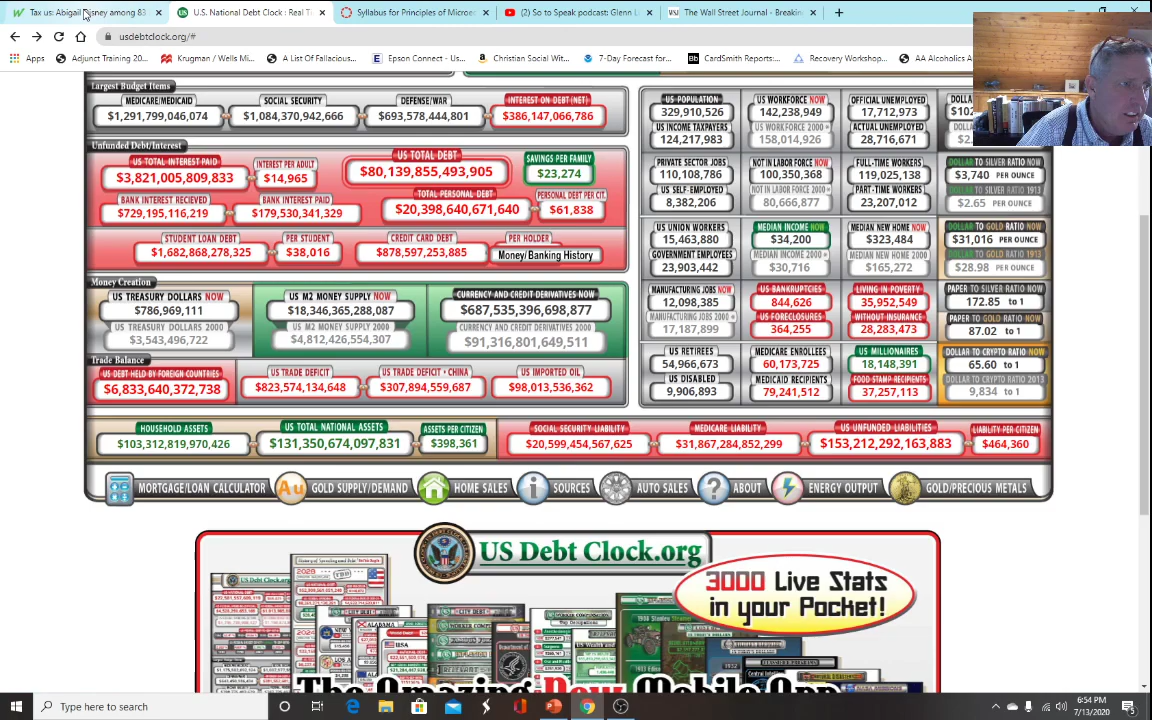 Tax us: Abigail Disney among 83
U.S. National Debt Clock : Real T
Syllabus for Principles of Microe
(2) So to Speak podcast: Glenn L
The Wall Street Journal - Breakin
usdebtclock.org/#
Apps
Adjunct Training 20...
Krugman / Wells Mi...
A List Of Fallacious...
Epson Connect - Us...
Christian Social Wit...
7-Day Forecast for...
CardSmith Reports:...
Recovery Workshop...
AA Alcoholics A
Largest Budget Items
MEDICARE/MEDICAID
$1,291,799,046,074
SOCIAL SECURITY
$1,084,370,942,666
DEFENSE/WAR
$693,578,444,801
INTEREST ON DEBT (NET)
$386,147,066,786
Unfunded Debt/Interest
US TOTAL INTEREST PAID
$3,821,005,809,833
INTEREST PER ADULT
$14,965
US TOTAL DEBT
$80,139,855,493,905
SAVINGS PER FAMILY
$23,274
BANK INTEREST RECIEVED
$729,195,116,219
BANK INTEREST PAID
$179,530,341,329
TOTAL PERSONAL DEBT
$20,398,640,671,640
PERSONAL DEBT PER CIT.
$61,838
STUDENT LOAN DEBT
$1,682,868,278,325
PER STUDENT
$38,016
CREDIT CARD DEBT
$878,597,253,885
PER HOLDER
Money/Banking History
Money Creation
US TREASURY DOLLARS NOW
$786,969,111
US TREASURY DOLLARS 2000
$3,543,496,722
US M2 MONEY SUPPLY NOW
$18,346,365,288,087
US M2 MONEY SUPPLY 2000
$4,812,426,554,307
CURRENCY AND CREDIT DERIVATIVES NOW
$687,535,396,698,877
CURRENCY AND CREDIT DERIVATIVES 2000
$91,316,801,649,511
Trade Balance
US DEBT HELD BY FOREIGN COUNTRIES
$6,833,640,372,738
US TRADE DEFICIT
$823,574,134,648
US TRADE DEFICIT - CHINA
$307,894,559,687
US IMPORTED OIL
$98,013,536,362
US POPULATION
329,910,526
US INCOME TAXPAYERS
124,217,983
US WORKFORCE NOW
142,238,949
US WORKFORCE 2000
158,014,926
OFFICIAL UNEMPLOYED
17,712,973
ACTUAL UNEMPLOYED
28,716,671
PRIVATE SECTOR JOBS
110,108,786
US SELF-EMPLOYED
8,382,206
NOT IN LABOR FORCE NOW
100,350,368
NOT IN LABOR FORCE 2000
80,666,877
FULL-TIME WORKERS
119,025,138
PART-TIME WORKERS
23,207,012
DOLLAR TO SILVER RATIO NOW
$3,740 PER OUNCE
DOLLAR TO SILVER RATIO 1913
$2.65 PER OUNCE
US UNION WORKERS
15,463,880
GOVERNMENT EMPLOYEES
23,903,442
MEDIAN INCOME NOW
$34,200
MEDIAN INCOME 2000
$30,716
MEDIAN NEW HOME NOW
$323,484
MEDIAN NEW HOME 2000
$165,272
DOLLAR TO GOLD RATIO NOW
$31,016 PER OUNCE
DOLLAR TO GOLD RATIO 1913
$28.98 PER OUNCE
MANUFACTURING JOBS NOW
12,098,385
MANUFACTURING JOBS 2000
17,187,899
US BANKRUPTCIES
844,626
US FORECLOSURES
364,255
LIVING IN POVERTY
35,952,549
WITHOUT INSURANCE
28,283,473
PAPER TO SILVER RATIO NOW
172.85 to 1
PAPER TO GOLD RATIO NOW
87.02 to 1
US RETIREES
54,966,673
US DISABLED
9,906,893
MEDICARE ENROLLEES
60,173,725
MEDICAID RECIPIENTS
79,241,512
US MILLIONAIRES
18,148,391
FOOD STAMP RECIPIENTS
37,257,113
DOLLAR TO CRYPTO RATIO NOW
65.60 to 1
DOLLAR TO CRYPTO RATIO 2013
9,834 to 1
HOUSEHOLD ASSETS
$103,312,819,970,426
US TOTAL NATIONAL ASSETS
$131,350,674,097,831
ASSETS PER CITIZEN
$398,361
SOCIAL SECURITY LIABILITY
$20,599,454,567,625
MEDICARE LIABILITY
$31,867,284,852,299
US UNFUNDED LIABILITIES
$153,212,292,163,883
LIABILITY PER CITIZEN
$464,360
MORTGAGE/LOAN CALCULATOR
Au GOLD SUPPLY/DEMAND
HOME SALES
SOURCES
AUTO SALES
ABOUT
ENERGY OUTPUT
GOLD/PRECIOUS METALS
US Debt Clock.org
3000 Live Stats
in your Pocket!
The Amazing New Mobile App
Type here to search
6:54 PM
7/13/2020